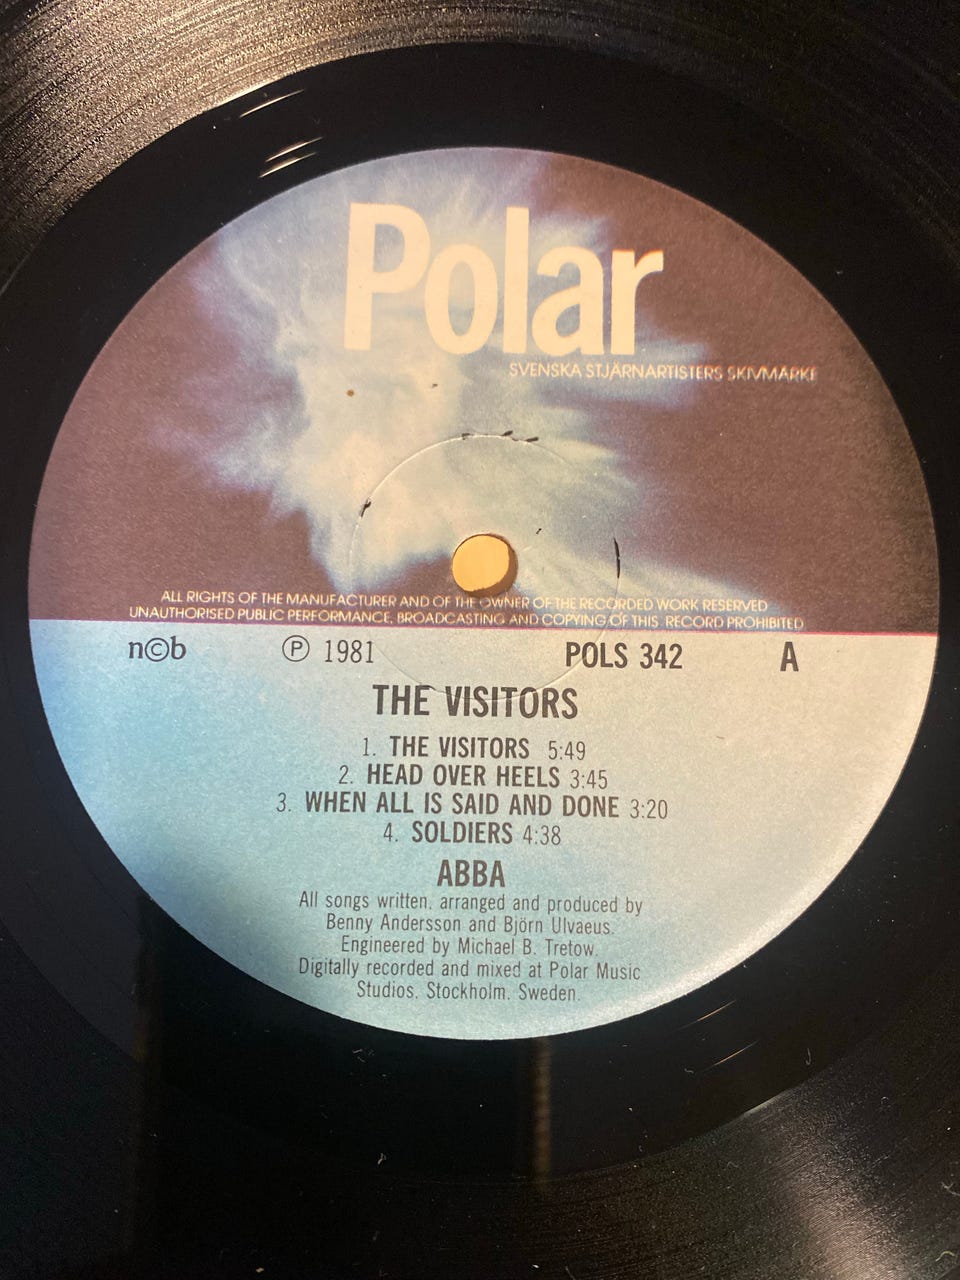 Polar
SVENSKA STJÄRNARTISTERS SKIVMÄRKE
ALL RIGHTS OF THE MANUFACTURER AND OF THE OWNER OF THE RECORDED WORK RESERVED
UNAUTHORISED PUBLIC PERFORMANCE, BROADCASTING AND COPYING OF THIS RECORD PROHIBITED
n©b ℗ 1981 POLS 342 A
THE VISITORS
1. THE VISITORS 5:49
2. HEAD OVER HEELS 3:45
3. WHEN ALL IS SAID AND DONE 3:20
4. SOLDIERS 4:38
ABBA
All songs written, arranged and produced by
Benny Andersson and Björn Ulvaeus.
Engineered by Michael B. Tretow.
Digitally recorded and mixed at Polar Music
Studios, Stockholm, Sweden.